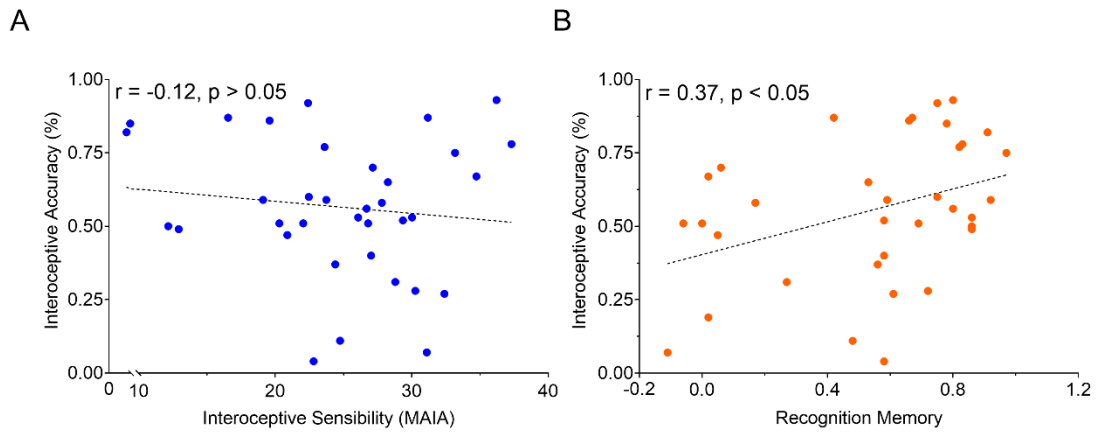 A
r = -0.12, p > 0.05
Interoceptive Accuracy (%)
1.00
0.75
0.50
0.25
0.00
0 10 20 30 40
Interoceptive Sensibility (MAIA)
B
r = 0.37, p < 0.05
Interoceptive Accuracy (%)
1.00
0.75
0.50
0.25
0.00
-0.2 0.0 0.4 0.8 1.2
Recognition Memory